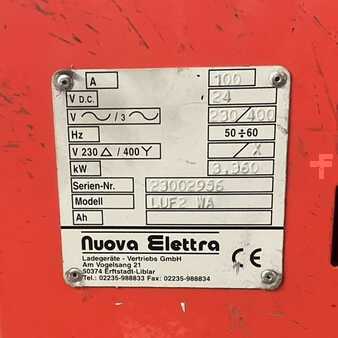 A 100
V D.C. 24
V / 3 230/400
Hz 50÷60
V 230 △ / 400 Y / X
kW 3.360
Serien-Nr. 23002956
Modell LUF2 WA
Ah
Nuova Elettra
Ladegeräte - Vertriebs GmbH
Am Vogelsang 21
50374 Erftstadt-Liblar
Tel.: 02235-988833 Fax: 02235-988834
CE